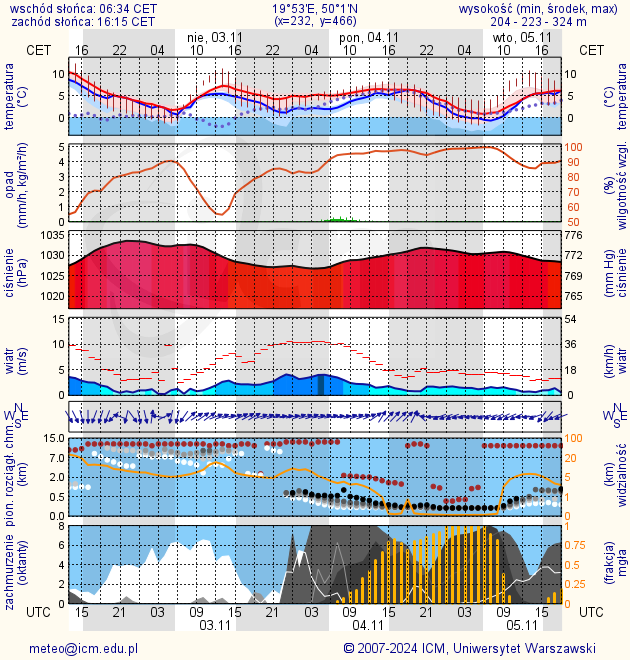 wschód słońca: 06:34 CET 19°53'E, 50°1'N wysokość (min, środek, max)
zachód słońca: 16:15 CET (x=232, y=466) 204 - 223 - 324 m
nie, 03.11 pon, 04.11 wto, 05.11
CET 16 22 04 10 16 22 04 10 16 22 04 10 16 CET
temperatura (°C)
10
5
0
10
5
0
(°C) temperatura
opad (mm/h, kg/m²/h)
5
4
3
2
1
0
100
90
80
70
60
50
(%) wilgotność wzgl.
ciśnienie (hPa)
1035
1030
1025
1020
776
772
769
765
(mm Hg) ciśnienie
wiatr (m/s)
15
10
5
0
54
36
18
0
(km/h) wiatr
N
W E
S
N
W E
S
pion. rozciągł. chm. (km)
15.0
7.0
2.0
0.5
0.0
100
20
5
1
0
(km) widzialność
zachmurzenie (oktanty)
8
6
4
2
0
1
0.75
0.5
0.25
0
(frakcja) mgła
UTC 15 21 03 09 15 21 03 09 15 21 03 09 15 UTC
03.11 04.11 05.11
meteo@icm.edu.pl © 2007-2024 ICM, Uniwersytet Warszawski